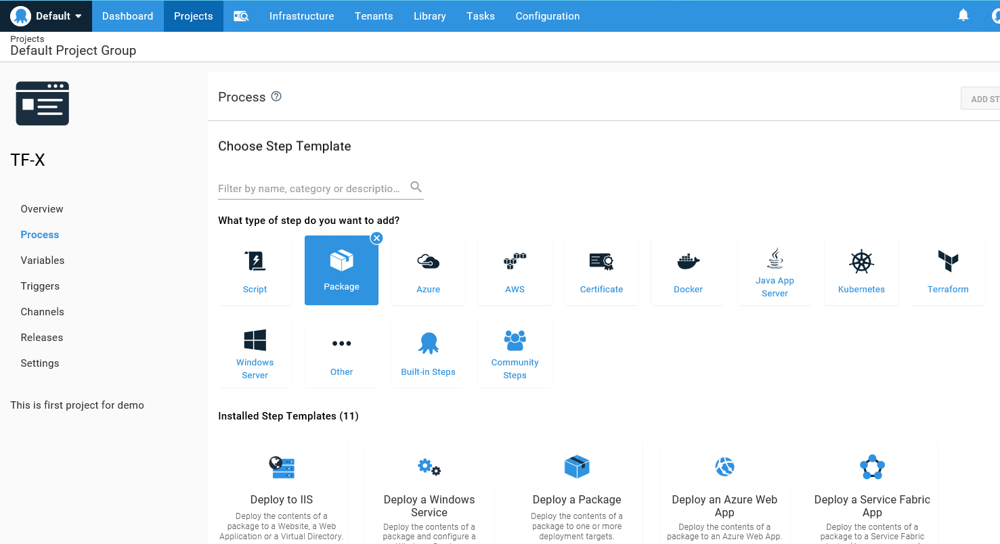 Default
Dashboard
Projects
Infrastructure
Tenants
Library
Tasks
Configuration
Projects
Default Project Group
TF-X
Overview
Process
Variables
Triggers
Channels
Releases
Settings
This is first project for demo
Process
ADD ST
Choose Step Template
Filter by name, category or descriptio...
What type of step do you want to add?
Script
Package
Azure
AWS
Certificate
Docker
Java App
Server
Kubernetes
Terraform
Windows
Server
Other
Built-in Steps
Community
Steps
Installed Step Templates (11)
Deploy to IIS
Deploy the contents of a
package to a Website, a Web
Application or a Virtual Directory.
Deploy a Windows
Service
Deploy the contents of a
package and configure a
Deploy a Package
Deploy the contents of a
package to one or more
deployment targets.
Deploy an Azure Web
App
Deploy the contents of a
package to an Azure Web App.
Deploy a Service Fabric
App
Deploy the contents of a
package to a Service Fabric